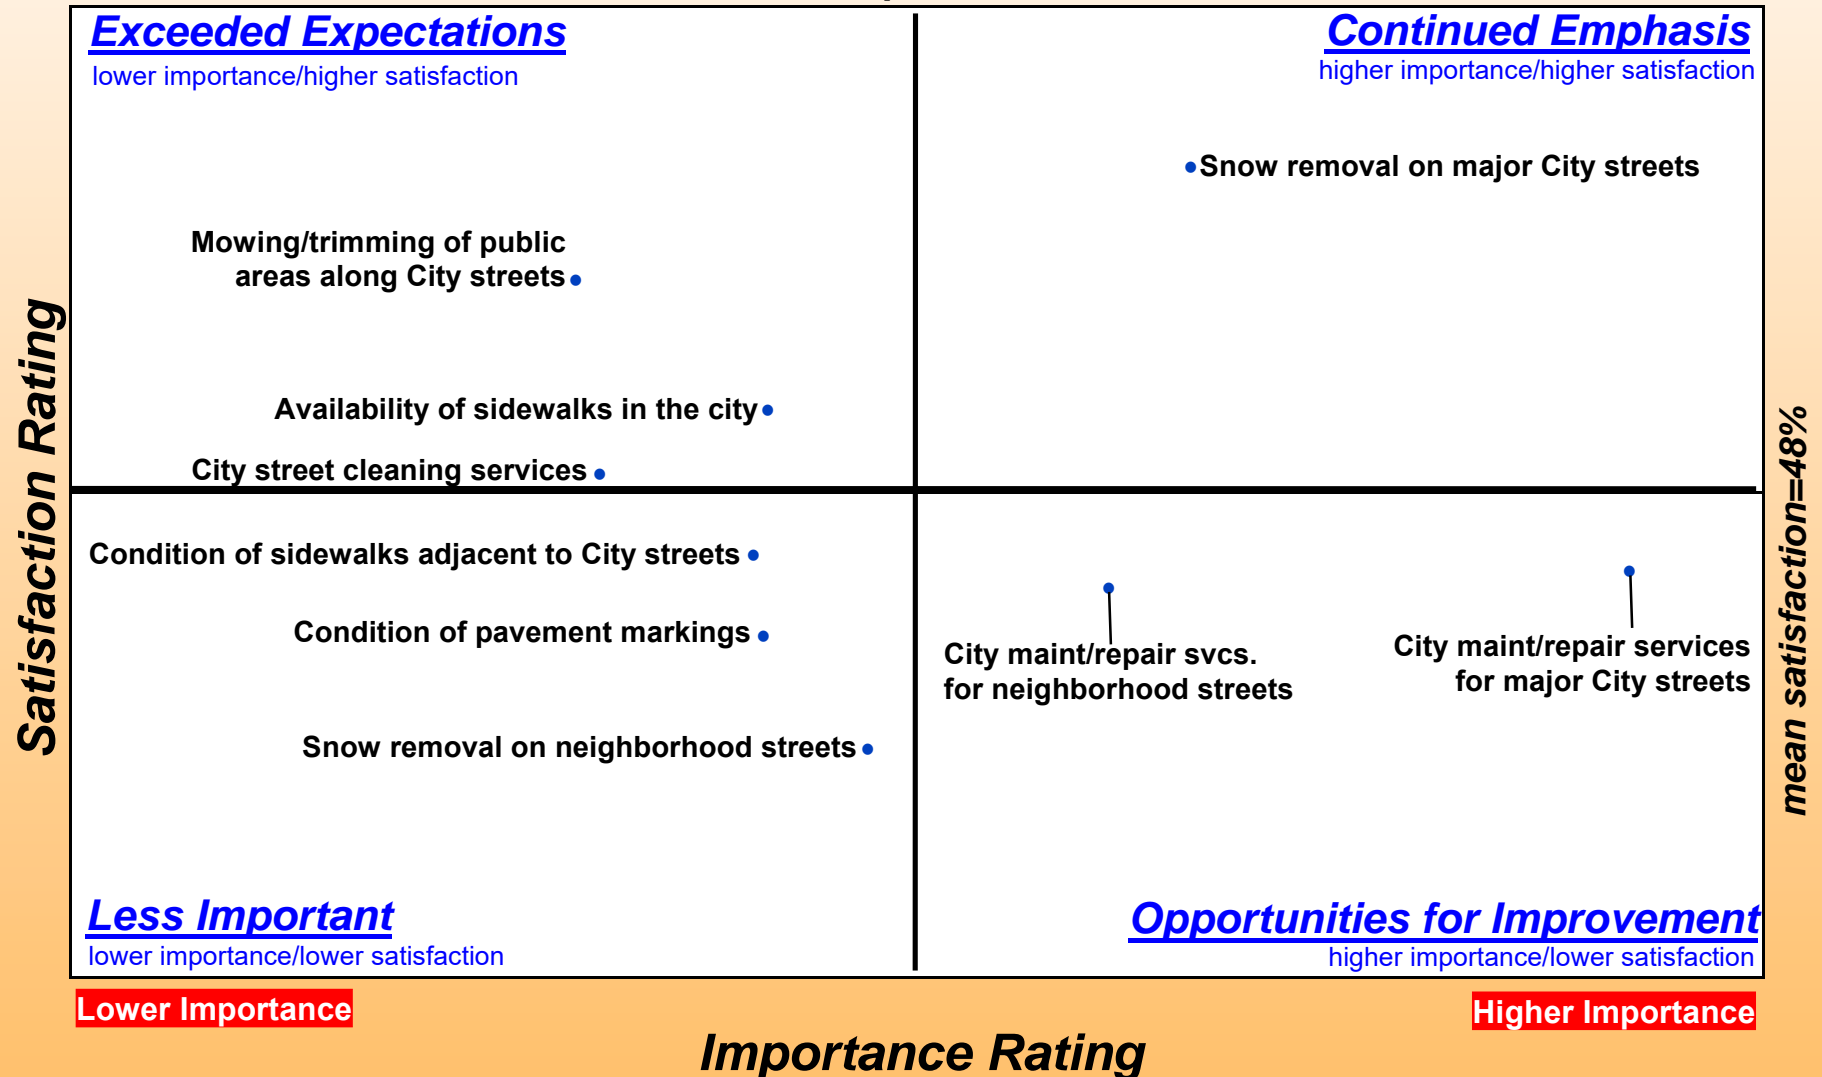 Exceeded Expectations
lower importance/higher satisfaction
Continued Emphasis
higher importance/higher satisfaction
Snow removal on major City streets
Mowing/trimming of public
areas along City streets
Availability of sidewalks in the city
City street cleaning services
Satisfaction Rating
mean satisfaction=48%
Condition of sidewalks adjacent to City streets
Condition of pavement markings
Snow removal on neighborhood streets
City maint/repair svcs.
for neighborhood streets
City maint/repair services
for major City streets
Less Important
lower importance/lower satisfaction
Opportunities for Improvement
higher importance/lower satisfaction
Lower Importance
Higher Importance
Importance Rating